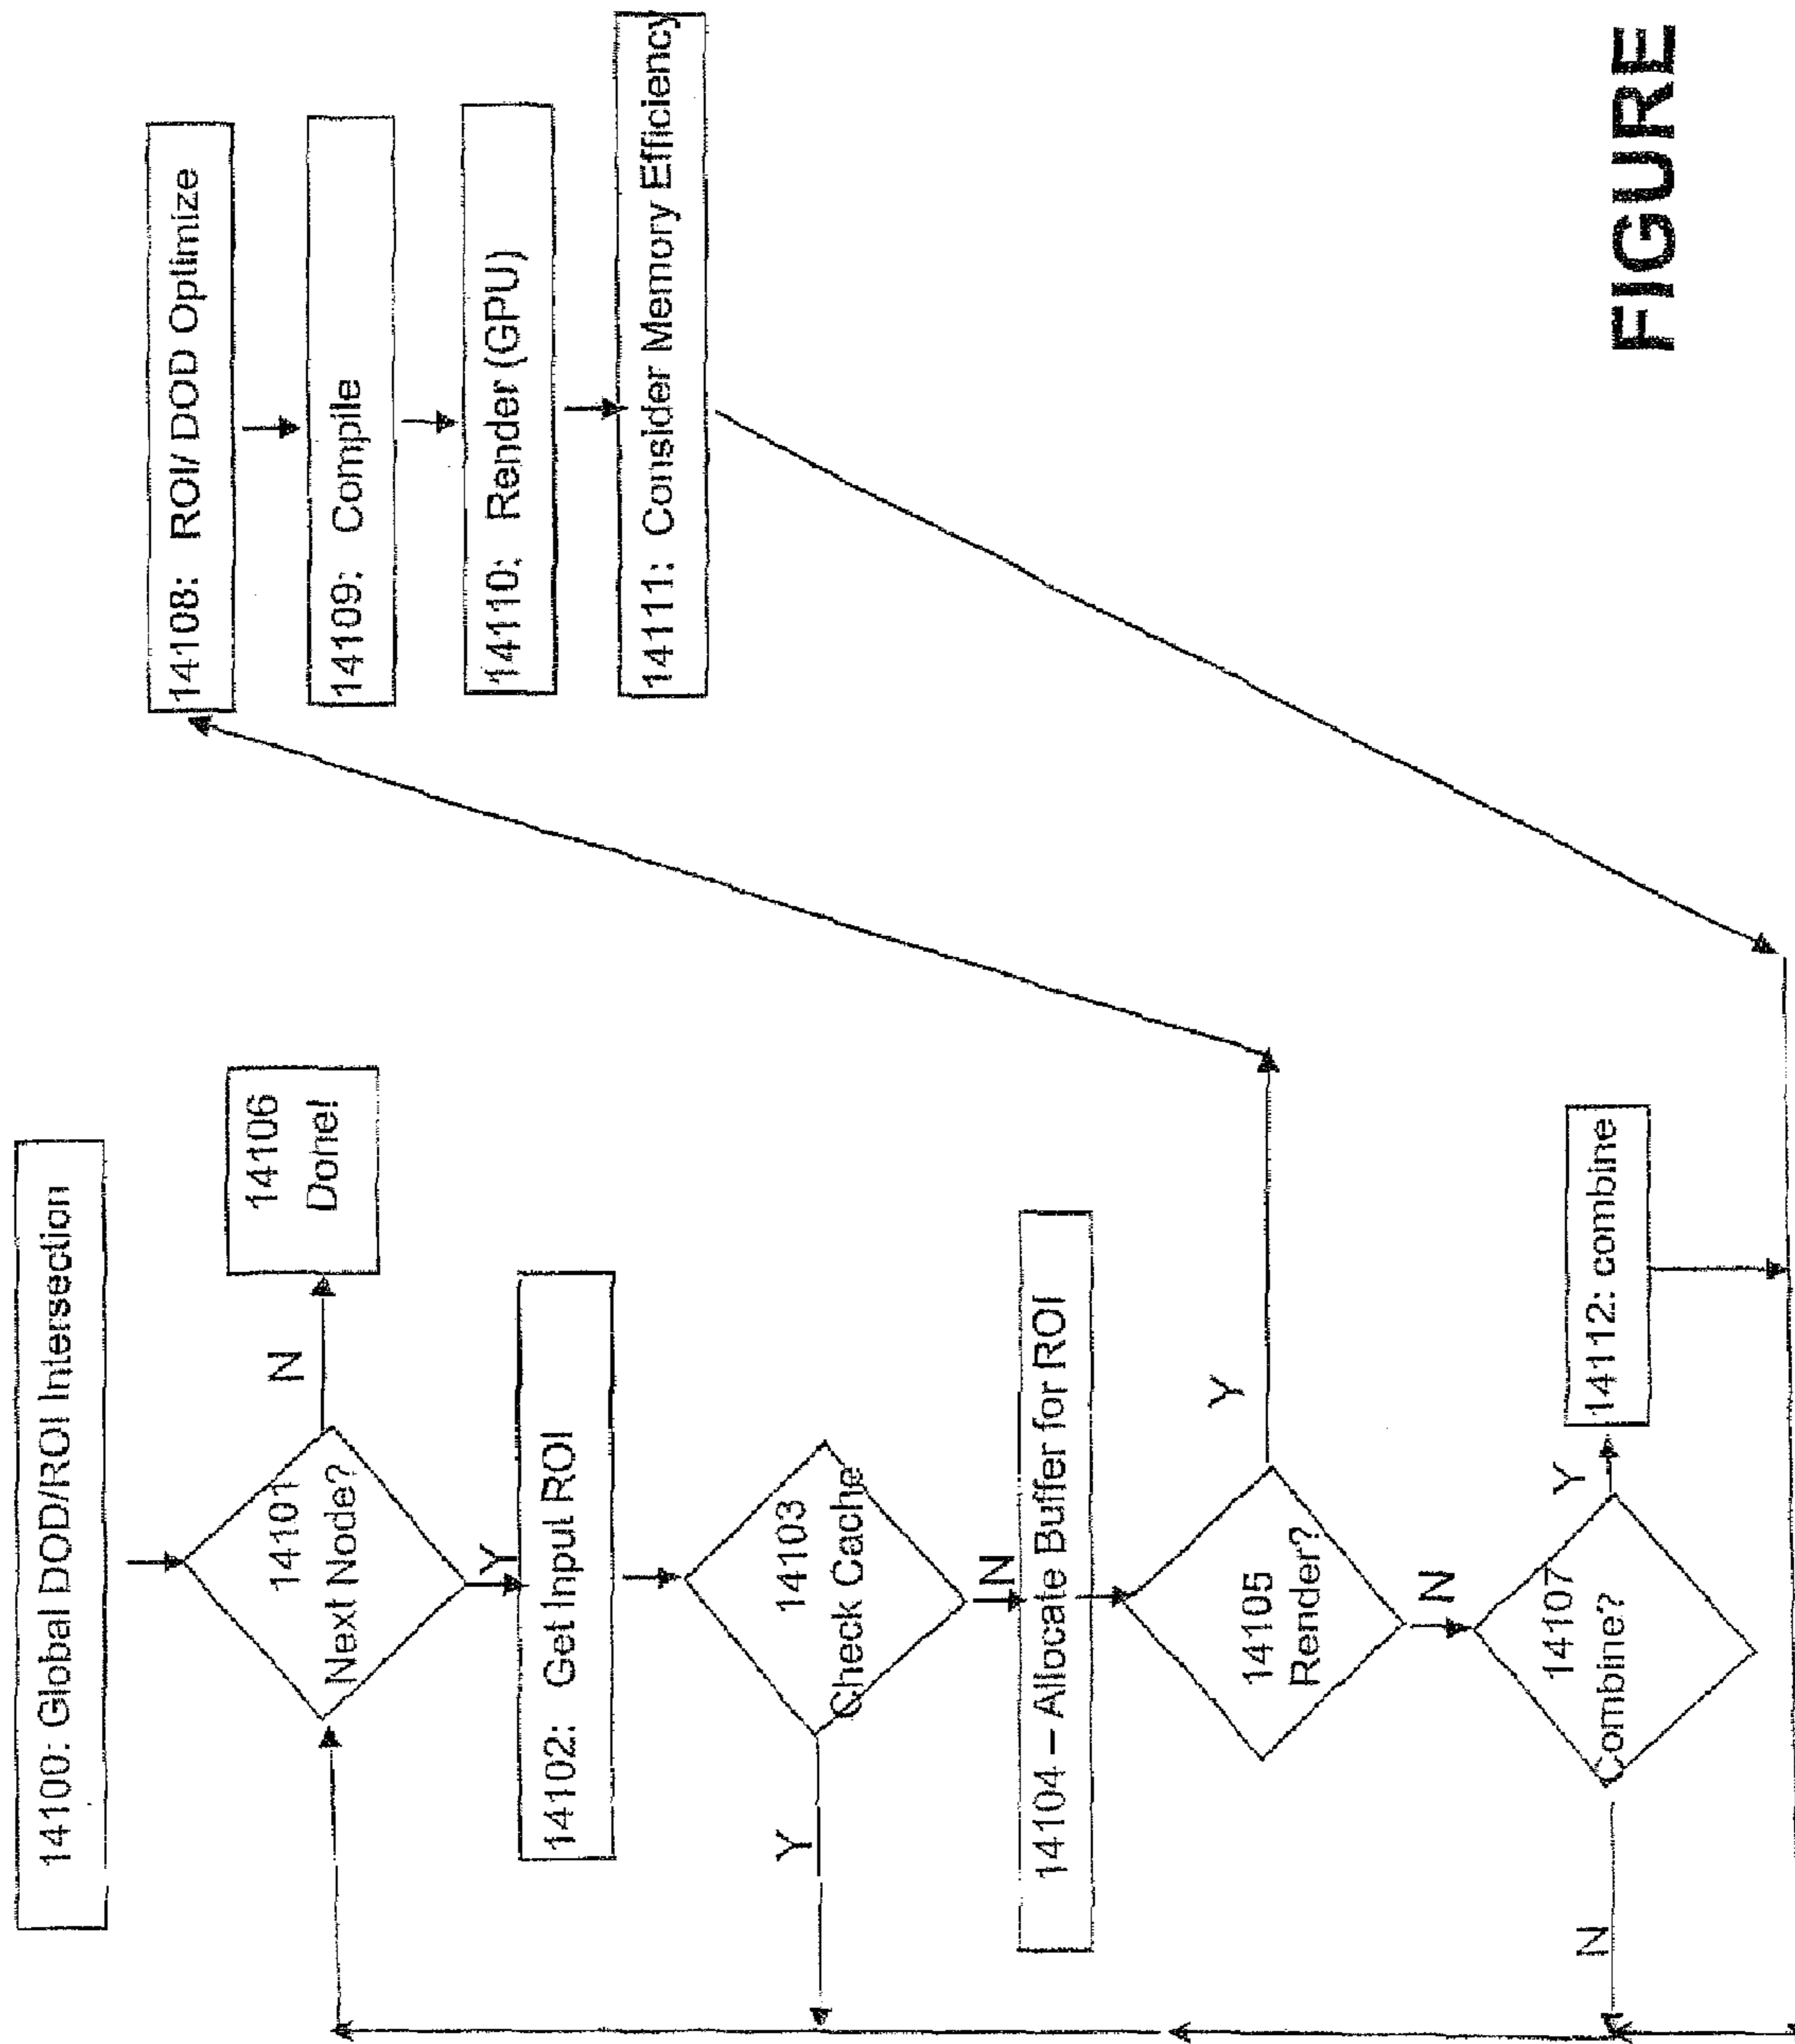 14100: Global DOD/ROI Intersection
14101
Next Node?
N
14106
Done!
Y
14102: Get Input ROI
14103
Check Cache
Y
N
14104 – Allocate Buffer for ROI
14105
Render?
Y
N
14107
Combine?
Y
14112: combine
N
14108: ROI/ DOD Optimize
14109: Compile
14110: Render (GPU)
14111: Consider Memory Efficiency
FIGURE